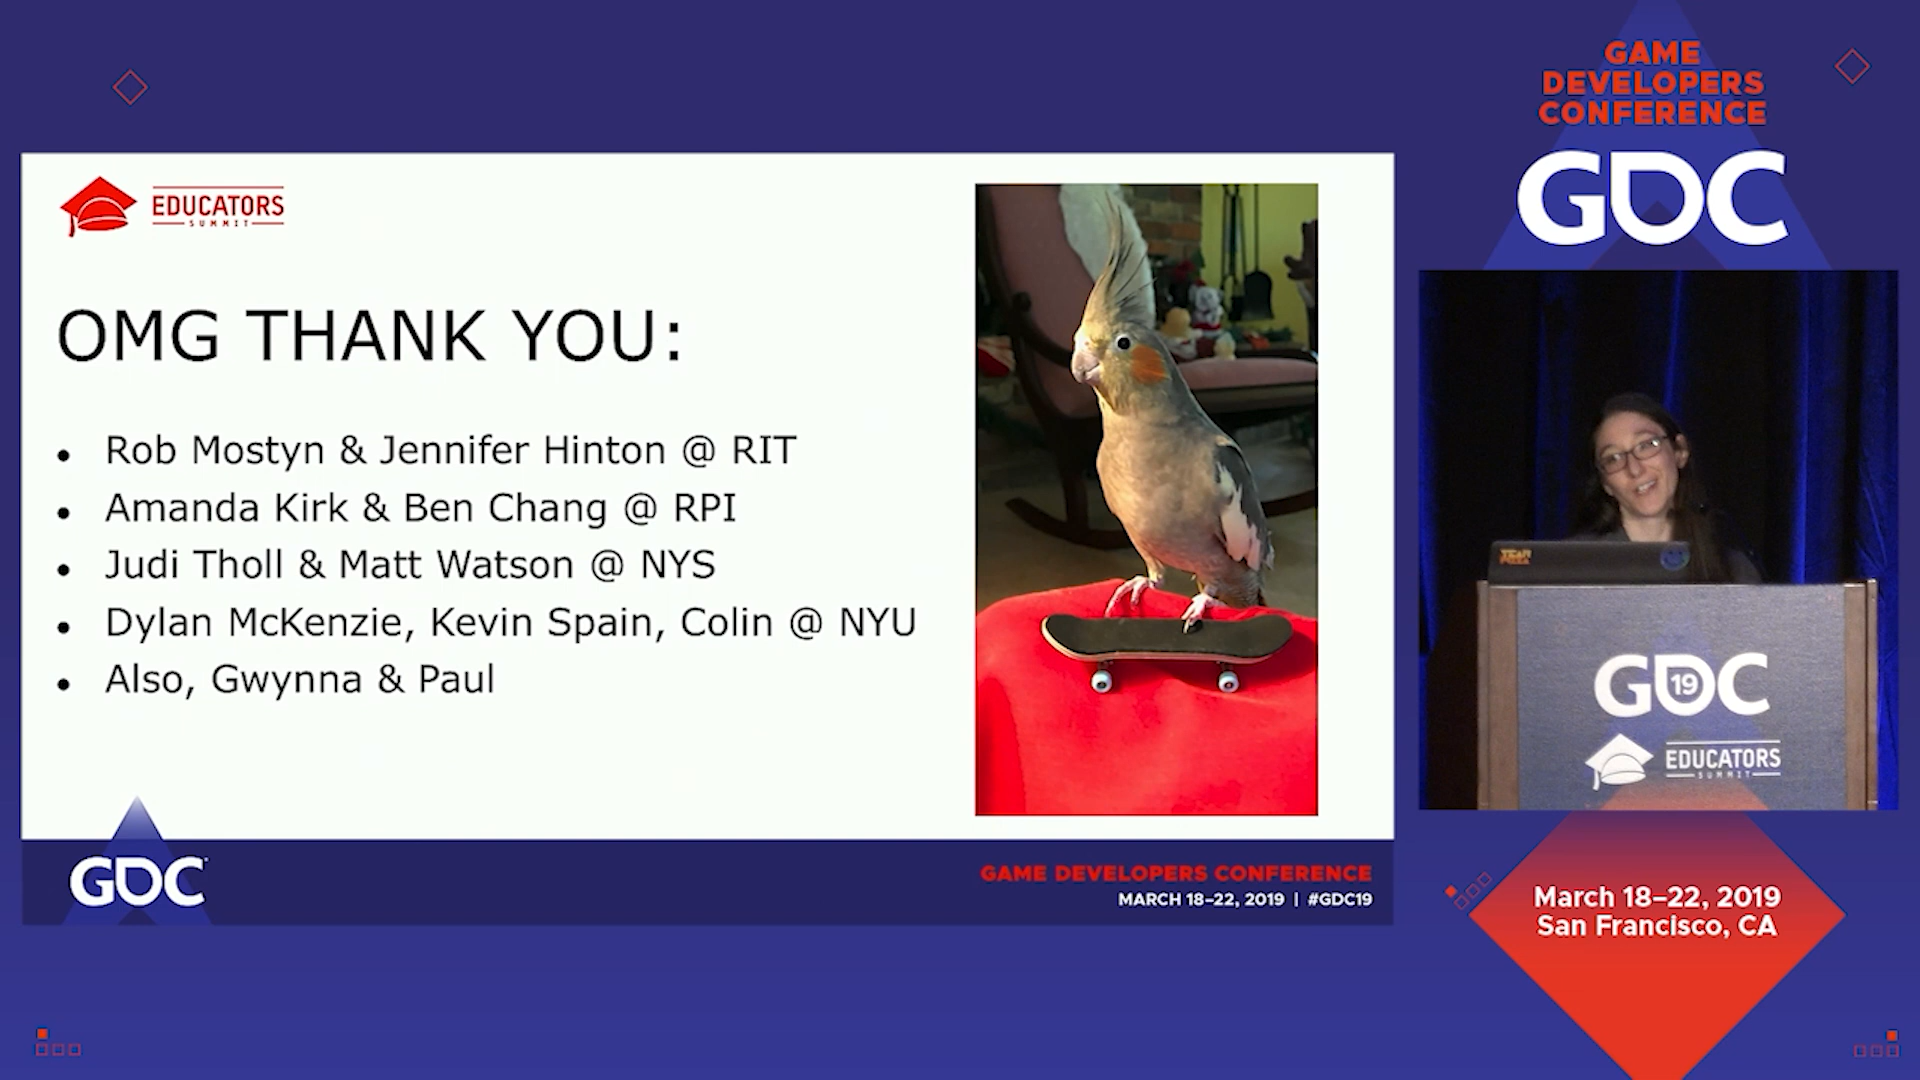 GAME
DEVELOPERS
CONFERENCE
GDC
EDUCATORS
SUMMIT
OMG THANK YOU:
• Rob Mostyn & Jennifer Hinton @ RIT
• Amanda Kirk & Ben Chang @ RPI
• Judi Tholl & Matt Watson @ NYS
• Dylan McKenzie, Kevin Spain, Colin @ NYU
• Also, Gwynna & Paul
GDC
GAME DEVELOPERS CONFERENCE
MARCH 18–22, 2019 | #GDC19
GDC
19
EDUCATORS
SUMMIT
March 18–22, 2019
San Francisco, CA